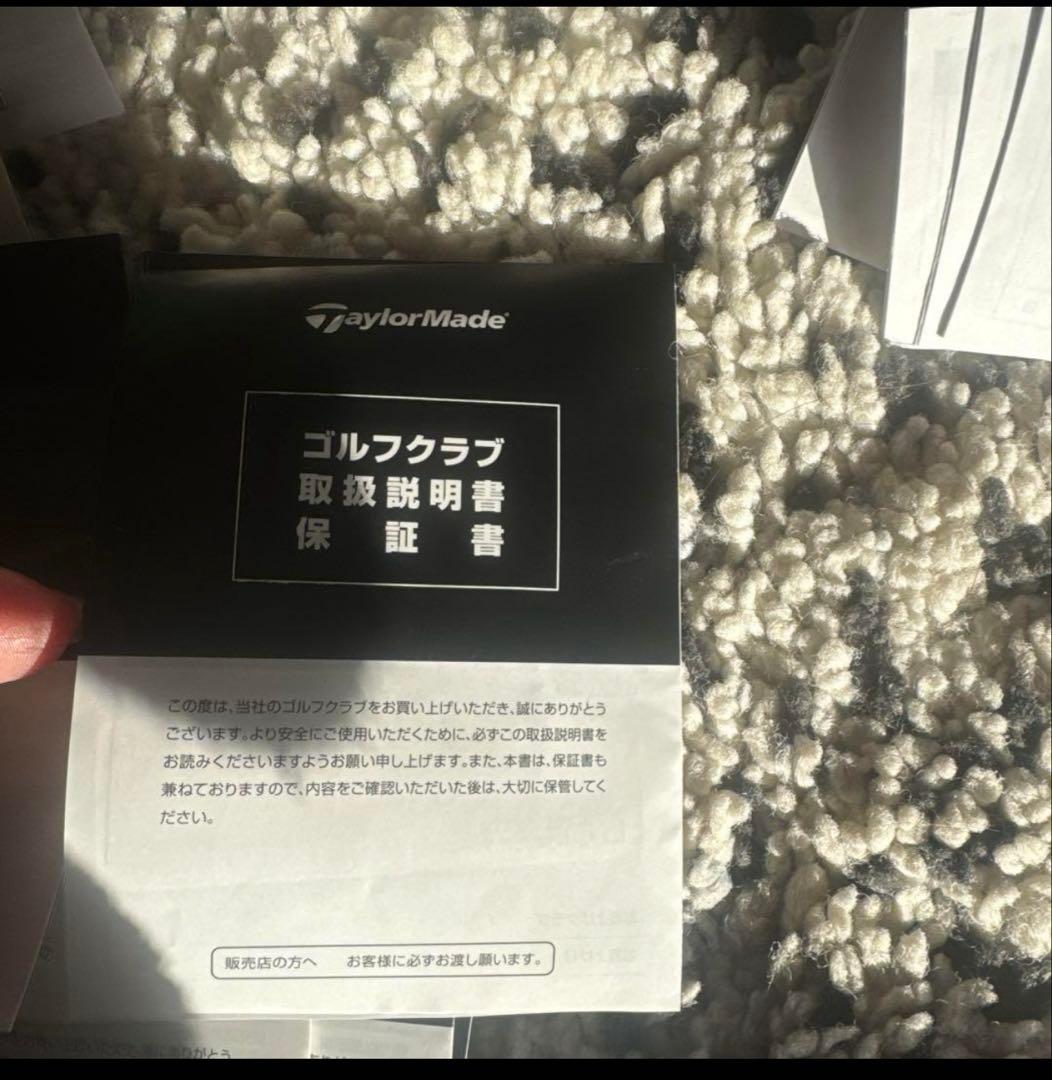 TaylorMade
ゴルフクラブ
取扱説明書
保証書
この度は、当社のゴルフクラブをお買い上げいただき、誠にありがとう
ございます。より安全にご使用いただくために、必ずこの取扱説明書を
お読みくださいますようお願い申し上げます。また、本書は、保証書も
兼ねておりますので、内容をご確認いただいた後は、大切に保管してく
ださい。
販売店の方へ　お客様に必ずお渡し願います。